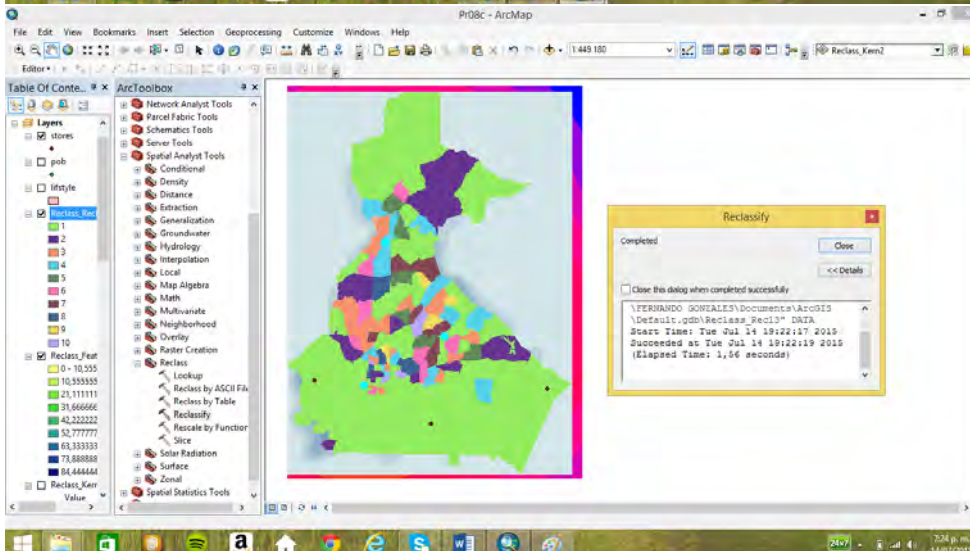 Pr08c - ArcMap
File Edit View Bookmarks Insert Selection Geoprocessing Customize Windows Help
1:449.180
Reclass_Kern2
Editor
Table Of Conte...
Layers
stores
pob
lifstyle
Reclass_Recl
1
2
3
4
5
6
7
8
9
10
Reclass_Feat
0 - 10,555
10,555555
21,111111
31,666666
42,222222
52,777777
63,333333
73,888888
84,444444
Reclass_Kerr
Value
ArcToolbox
Network Analyst Tools
Parcel Fabric Tools
Schematics Tools
Server Tools
Spatial Analyst Tools
Conditional
Density
Distance
Extraction
Generalization
Groundwater
Hydrology
Interpolation
Local
Map Algebra
Math
Multivariate
Neighborhood
Overlay
Raster Creation
Reclass
Lookup
Reclass by ASCII File
Reclass by Table
Reclassify
Rescale by Function
Slice
Solar Radiation
Surface
Zonal
Spatial Statistics Tools
Reclassify
Completed
Close
<< Details
Close this dialog when completed successfully
\FERNANDO GONZALES\Documents\ArcGIS
\Default.gdb\Reclass_Recl3" DATA
Start Time: Tue Jul 14 19:22:17 2015
Succeeded at Tue Jul 14 19:22:19 2015
(Elapsed Time: 1,56 seconds)
24×7
7:24 p. m.